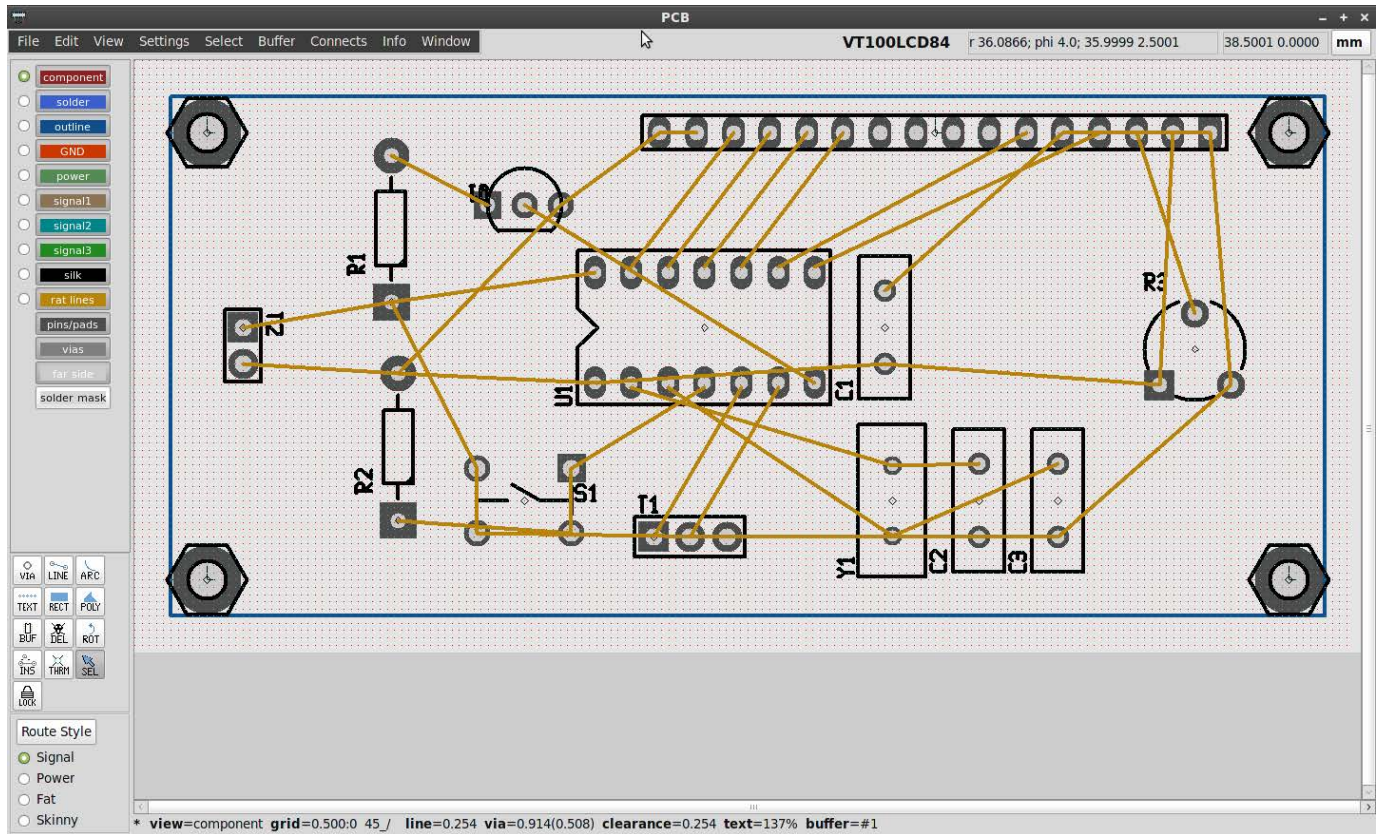 PCB
File Edit View Settings Select Buffer Connects Info Window
VT100LCD84
r 36.0866; phi 4.0; 35.9999 2.5001
38.5001 0.0000
mm
component
solder
outline
GND
power
signal1
signal2
signal3
silk
rat lines
pins/pads
vias
far side
solder mask
R1
R3
U1
C1
R2
S1
T1
Y1
C2
C3
VIA LINE ARC
TEXT RECT POLY
BUF DEL ROT
INS THRM SEL
LOCK
Route Style
Signal
Power
Fat
Skinny
* view=component grid=0.500:0 45_/ line=0.254 via=0.914(0.508) clearance=0.254 text=137% buffer=#1